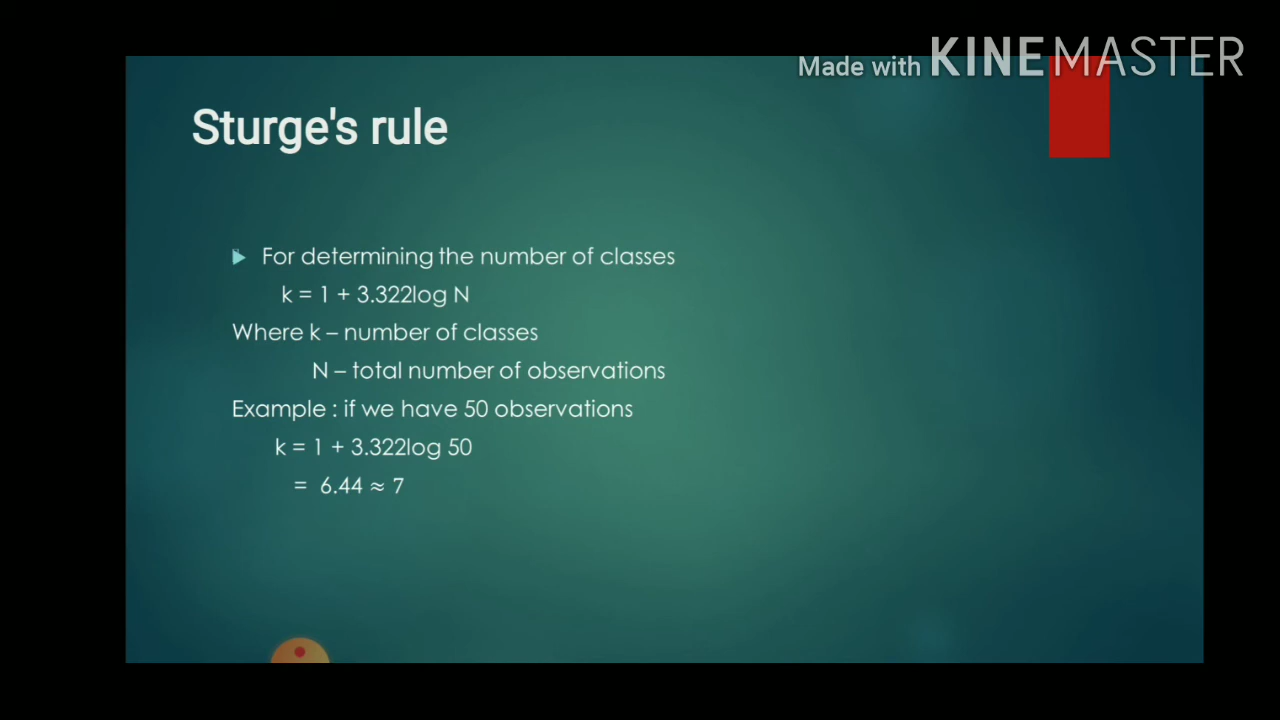 Made with KINEMASTER
Sturge's rule
For determining the number of classes
k = 1 + 3.322log N
Where k – number of classes
N – total number of observations
Example : if we have 50 observations
k = 1 + 3.322log 50
= 6.44 ≈ 7